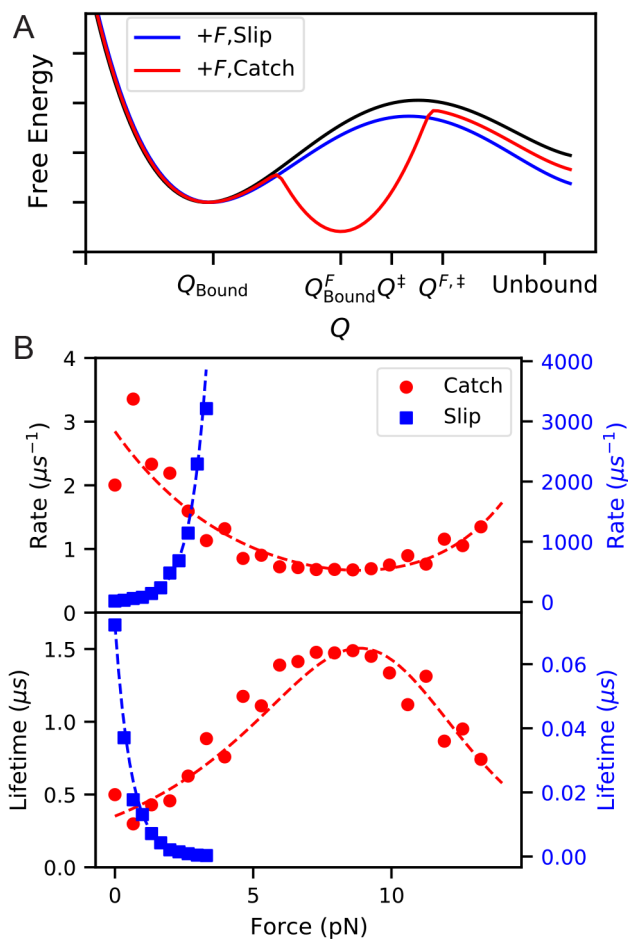 A
+F,Slip
+F,Catch
Free Energy
Q_Bound Q^F_Bound Q^‡ Q^{F,‡} Unbound
Q
B
4
3
2
1
0
Rate (μs⁻¹)
Catch
Slip
4000
3000
2000
1000
0
Rate (μs⁻¹)
1.5
1.0
0.5
0.0
Lifetime (μs)
0.06
0.04
0.02
0.00
Lifetime (μs)
0 5 10
Force (pN)